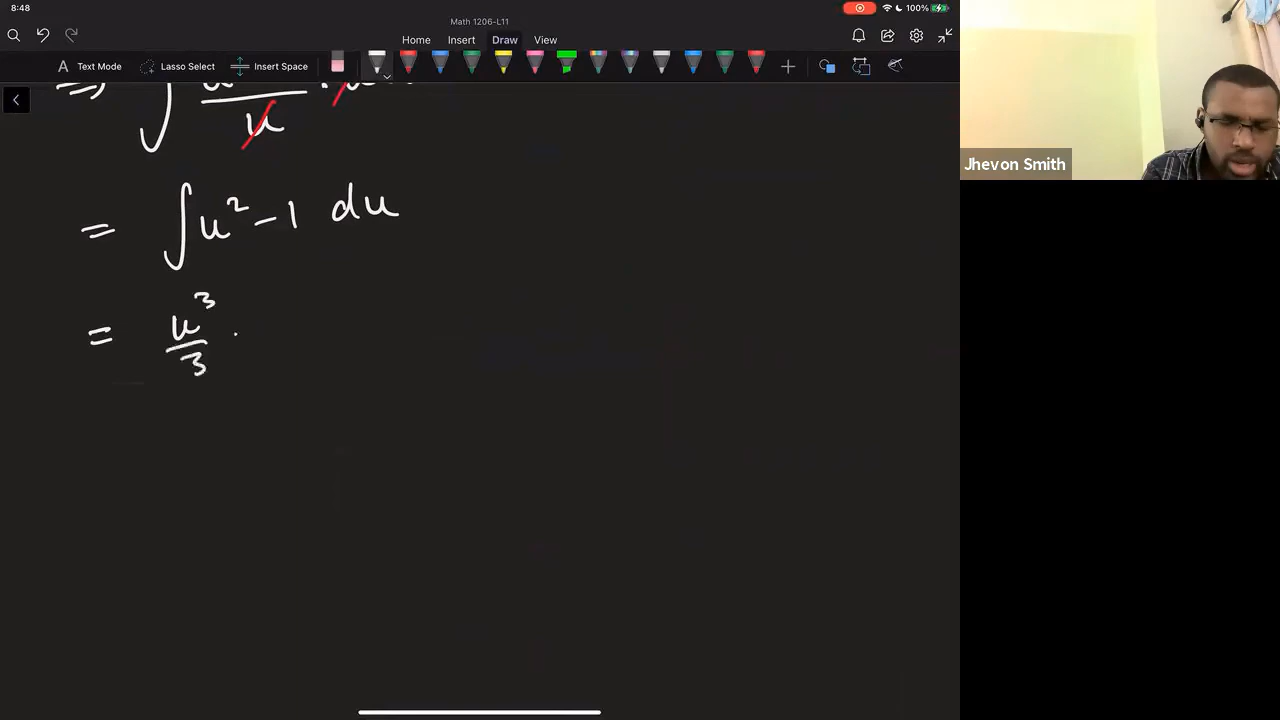 8:48
100%
Math 1206-L11
Home Insert Draw View
A Text Mode Lasso Select Insert Space
u
= ∫ u² - 1 du
= u³/3
Jhevon Smith